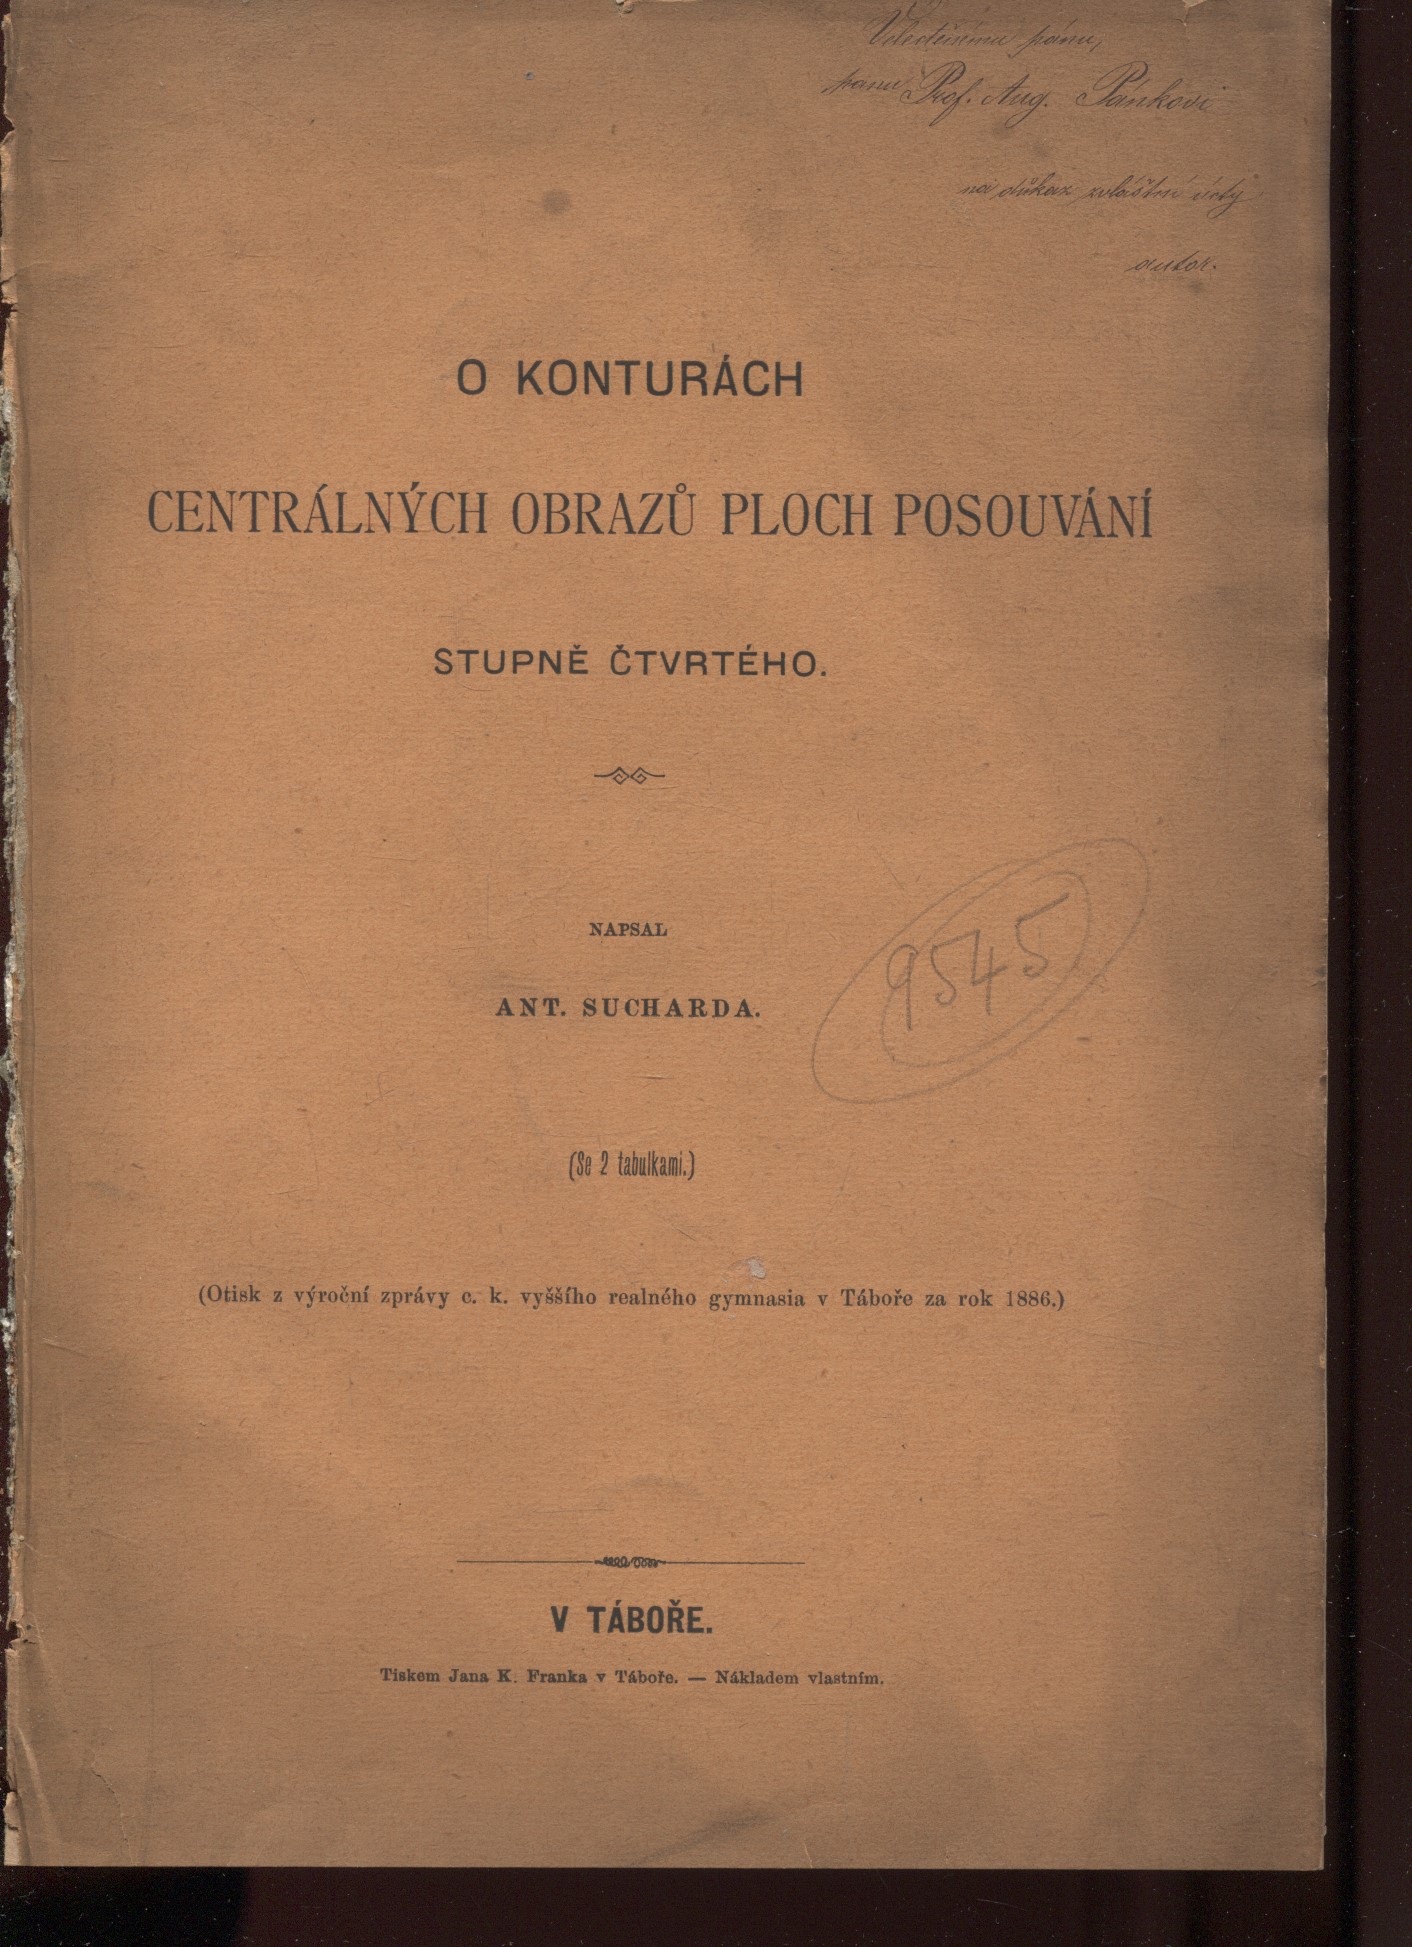 Veledůstojnému pánu,
panu Prof. Aug. Pánkovi
na důkaz zvláštní úcty
autor.
O KONTURÁCH
CENTRÁLNÝCH OBRAZŮ PLOCH POSOUVÁNÍ
STUPNĚ ČTVRTÉHO.
NAPSAL
ANT. SUCHARDA.
9545
(Se 2 tabulkami.)
(Otisk z výroční zprávy c. k. vyššího realného gymnasia v Táboře za rok 1886.)
V TÁBOŘE.
Tiskem Jana K. Franka v Táboře. — Nákladem vlastním.